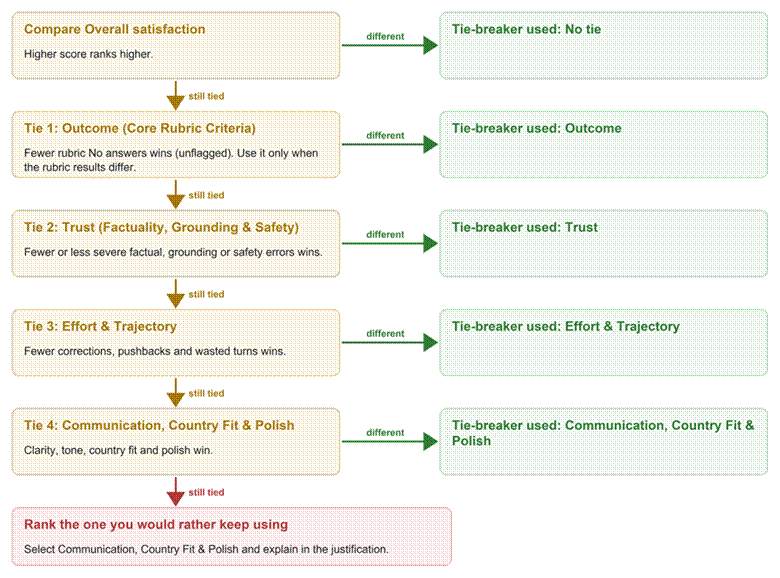 Compare Overall satisfaction
Higher score ranks higher.
different
Tie-breaker used: No tie
still tied
Tie 1: Outcome (Core Rubric Criteria)
Fewer rubric No answers wins (unflagged). Use it only when
the rubric results differ.
different
Tie-breaker used: Outcome
still tied
Tie 2: Trust (Factuality, Grounding & Safety)
Fewer or less severe factual, grounding or safety errors wins.
different
Tie-breaker used: Trust
still tied
Tie 3: Effort & Trajectory
Fewer corrections, pushbacks and wasted turns wins.
different
Tie-breaker used: Effort & Trajectory
still tied
Tie 4: Communication, Country Fit & Polish
Clarity, tone, country fit and polish win.
different
Tie-breaker used: Communication, Country Fit &
Polish
still tied
Rank the one you would rather keep using
Select Communication, Country Fit & Polish and explain in the justification.